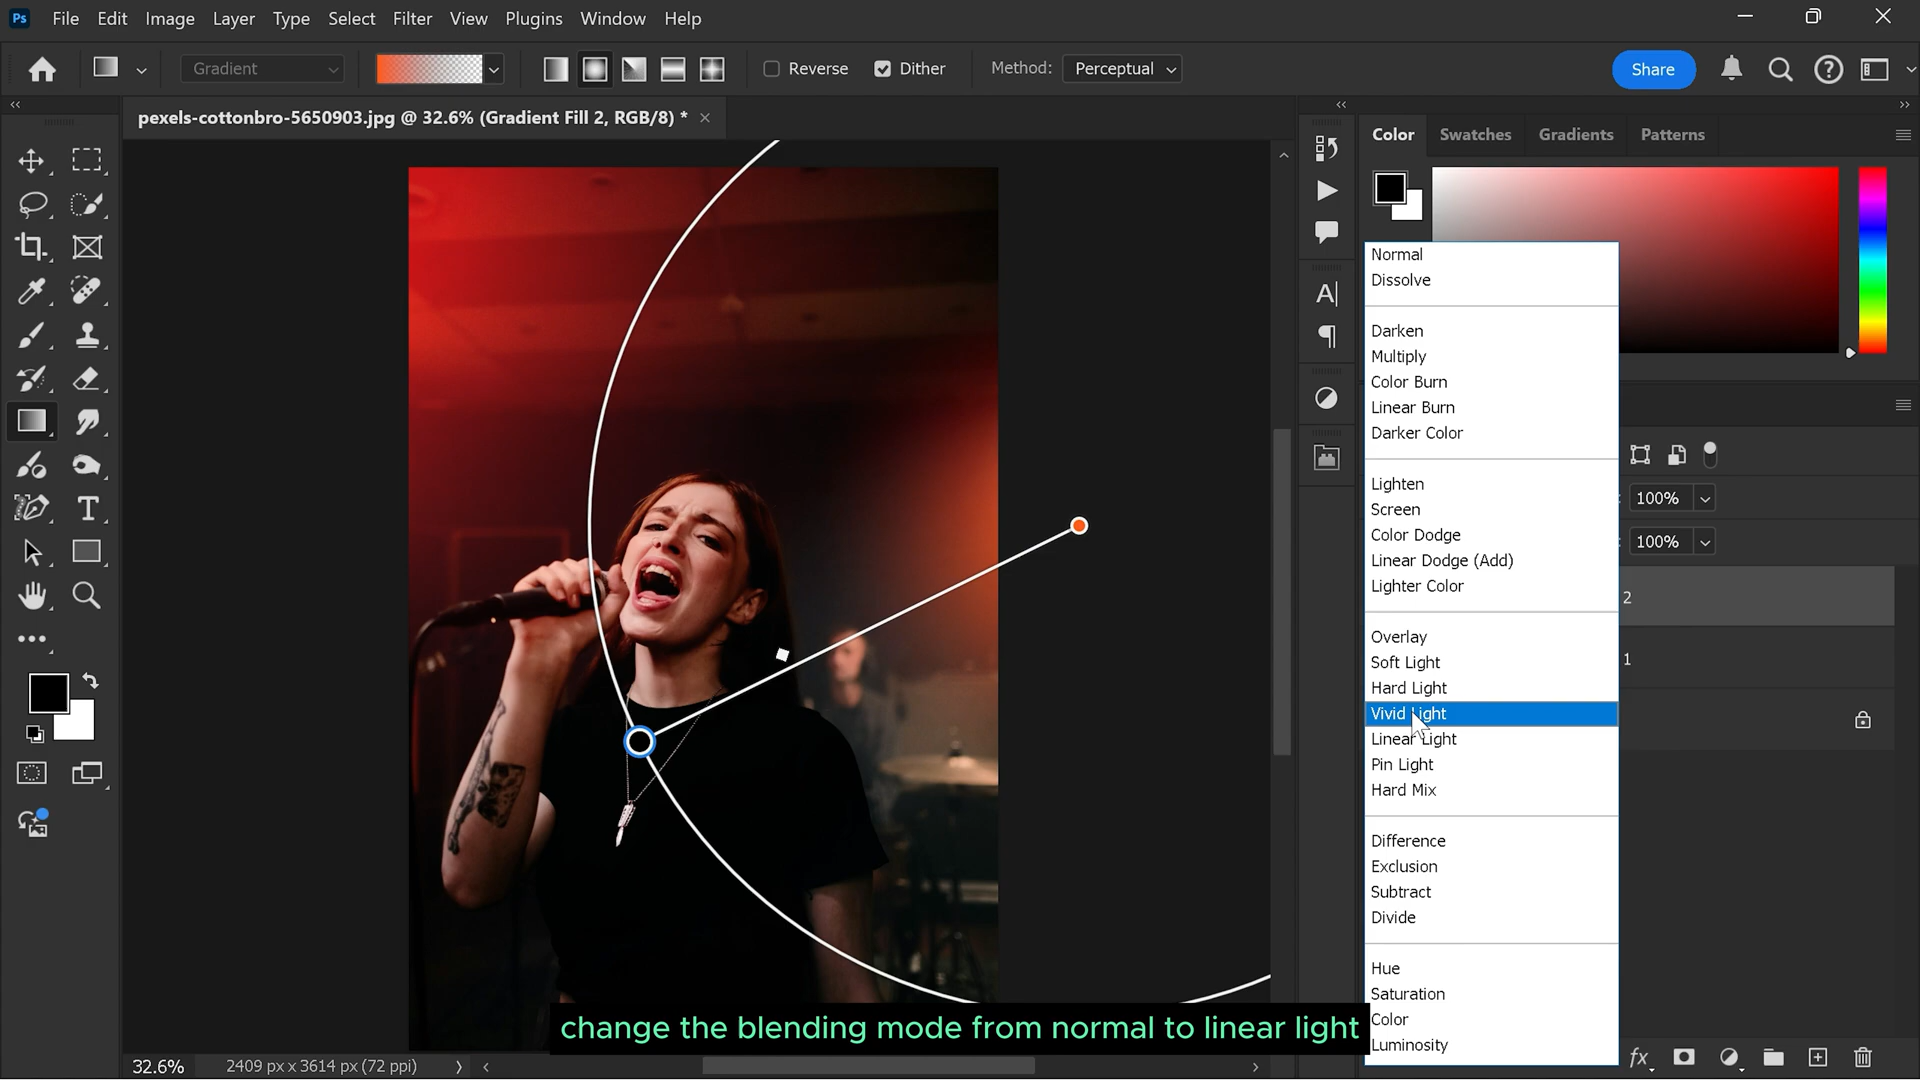 Ps File Edit Image Layer Type Select Filter View Plugins Window Help
Gradient Reverse Dither Method: Perceptual Share
pexels-cottonbro-5650903.jpg @ 32.6% (Gradient Fill 2, RGB/8) *
Color Swatches Gradients Patterns
Normal
Dissolve
Darken
Multiply
Color Burn
Linear Burn
Darker Color
Lighten
Screen
Color Dodge
Linear Dodge (Add)
Lighter Color
Overlay
Soft Light
Hard Light
Vivid Light
Linear Light
Pin Light
Hard Mix
Difference
Exclusion
Subtract
Divide
Hue
Saturation
Color
Luminosity
100%
100%
2
1
change the blending mode from normal to linear light
32.6% 2409 px x 3614 px (72 ppi)
fx